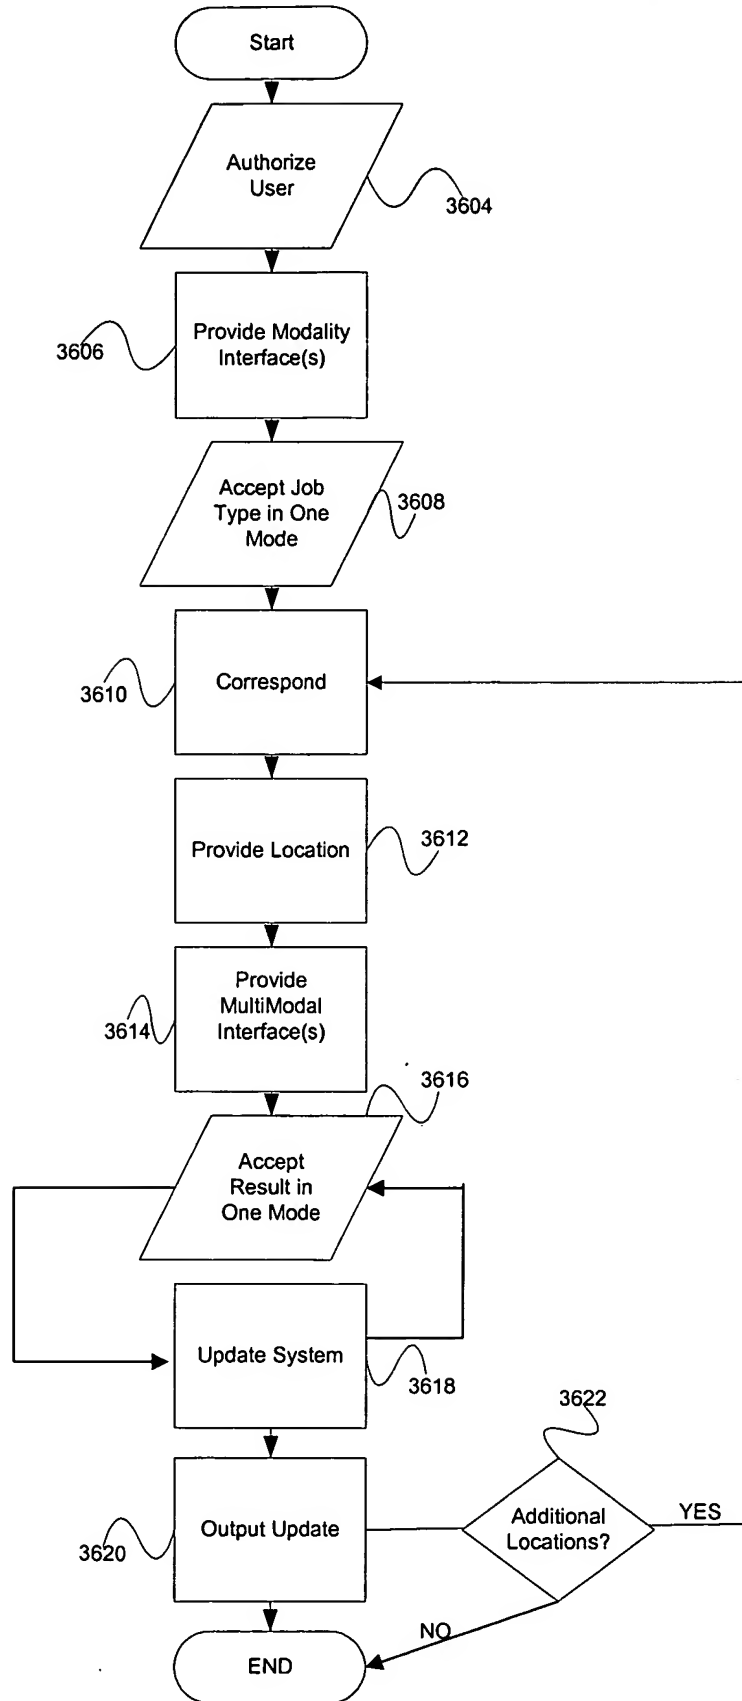 Start
Authorize
User
3604
Provide Modality
Interface(s)
3606
Accept Job
Type in One
Mode
3608
Correspond
3610
Provide Location
3612
Provide
MultiModal
Interface(s)
3614
3616
Accept
Result in
One Mode
Update System
3618
3622
Additional
Locations?
YES
Output Update
3620
NO
END